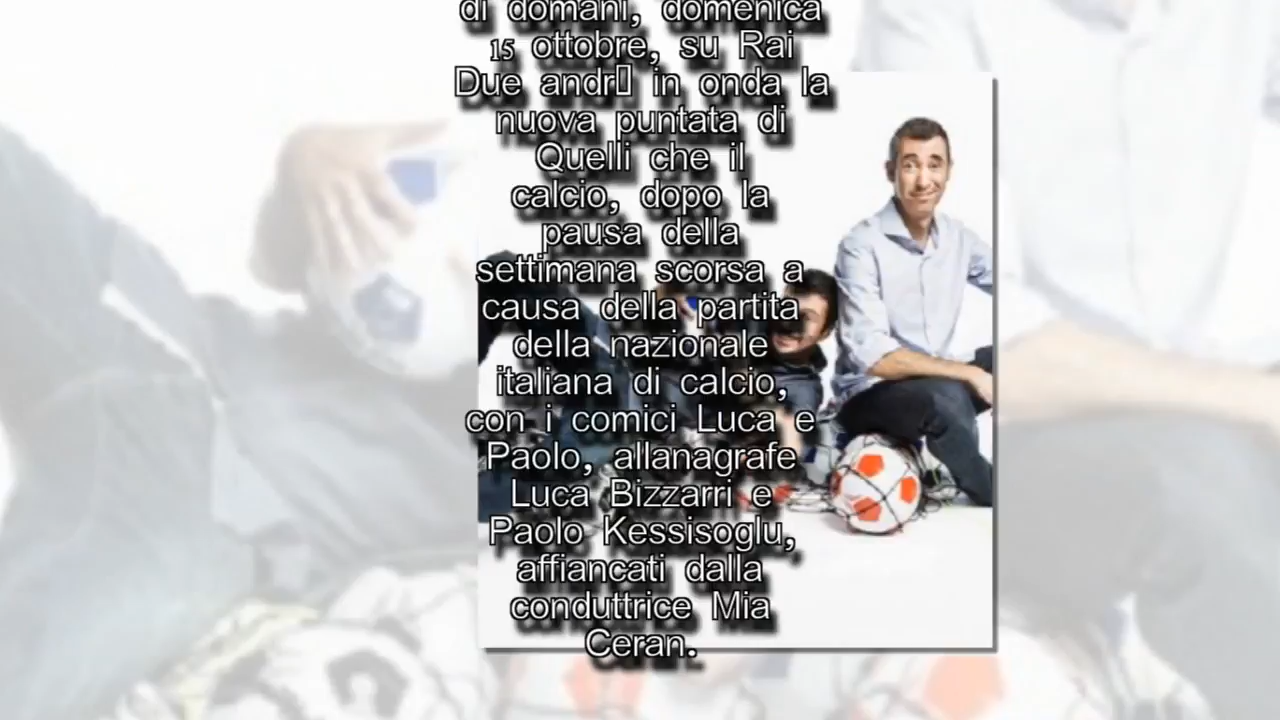 di domani, domenica
15 ottobre, su Rai
Due andr▯ in onda la
nuova puntata di
Quelli che il
calcio, dopo la
pausa della
settimana scorsa a
causa della partita
della nazionale
italiana di calcio,
con i comici Luca e
Paolo, allanagrafe
Luca Bizzarri e
Paolo Kessisoglu,
affiancati dalla
conduttrice Mia
Ceran.